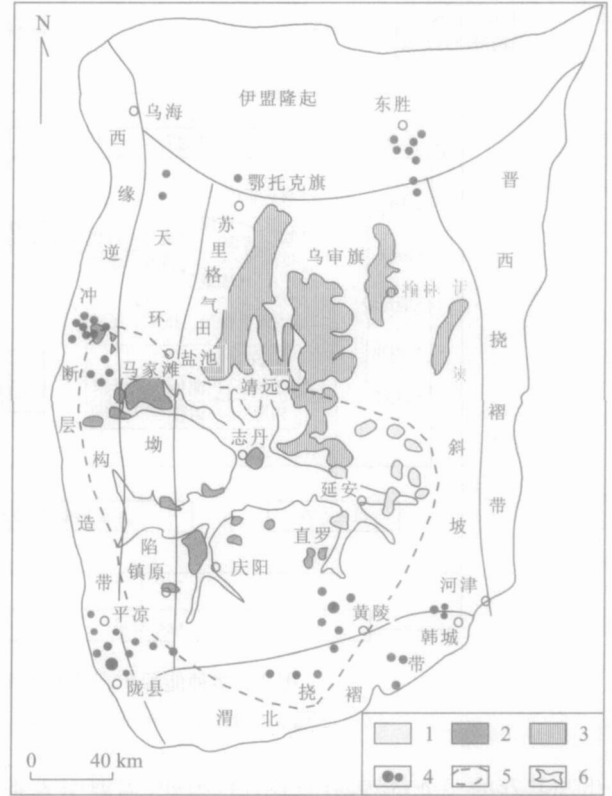 N
伊盟隆起
东胜
乌海
鄂托克旗
西缘逆冲断层构造带
天环坳陷
苏里格气田
乌审旗
榆林
晋西挠褶带
盐池
马家滩
靖远
志丹
延安
斜坡
直罗
镇原
庆阳
平凉
黄陵
河津
韩城
陇县
渭北挠褶带
0 40 km
1 2 3
4 5 6